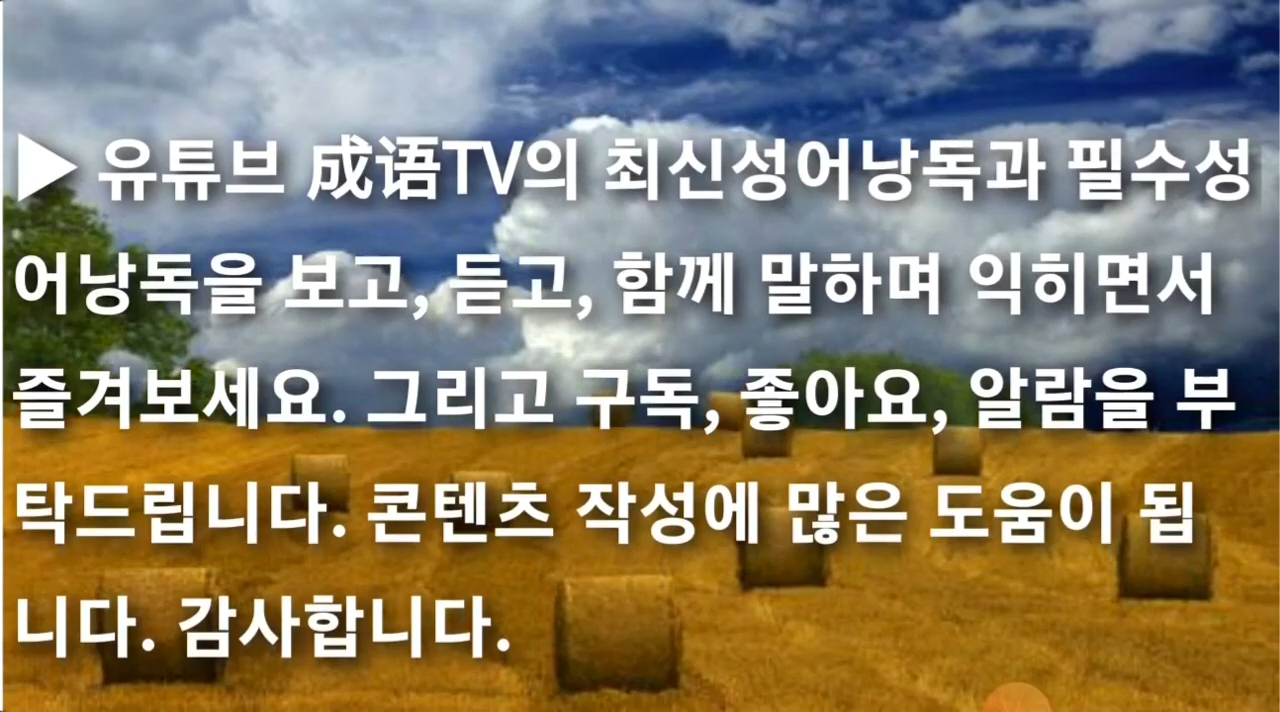 ▶ 유튜브 成语TV의 최신성어낭독과 필수성
어낭독을 보고, 듣고, 함께 말하며 익히면서
즐겨보세요. 그리고 구독, 좋아요, 알람을 부
탁드립니다. 콘텐츠 작성에 많은 도움이 됩
니다. 감사합니다.